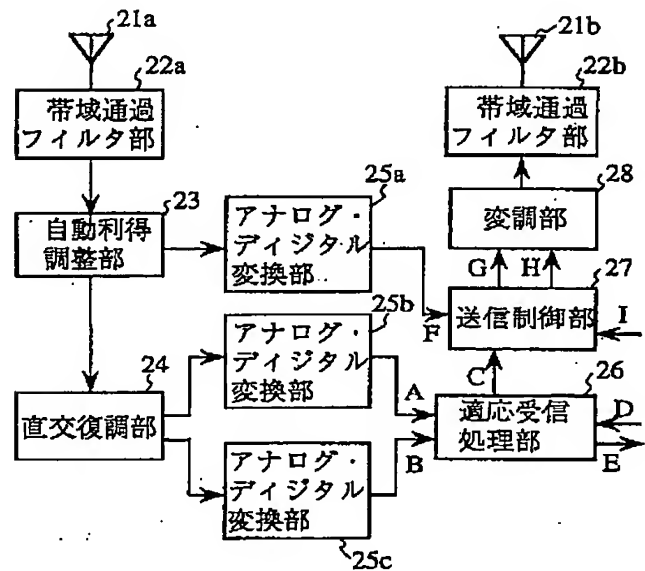 21a
22a
帯域通過
フィルタ部
23
自動利得
調整部
24
直交復調部
25a
アナログ・
ディジタル
変換部
25b
アナログ・
ディジタル
変換部
アナログ・
ディジタル
変換部
25c
21b
22b
帯域通過
フィルタ部
28
変調部
G
H
27
F
送信制御部
I
C
26
A
適応受信
処理部
D
B
E